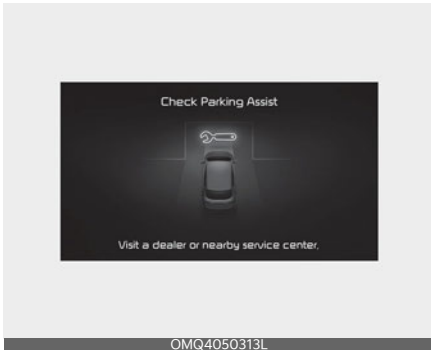 Check Parking Assist
Visit a dealer or nearby service center.
OMQ4050313L